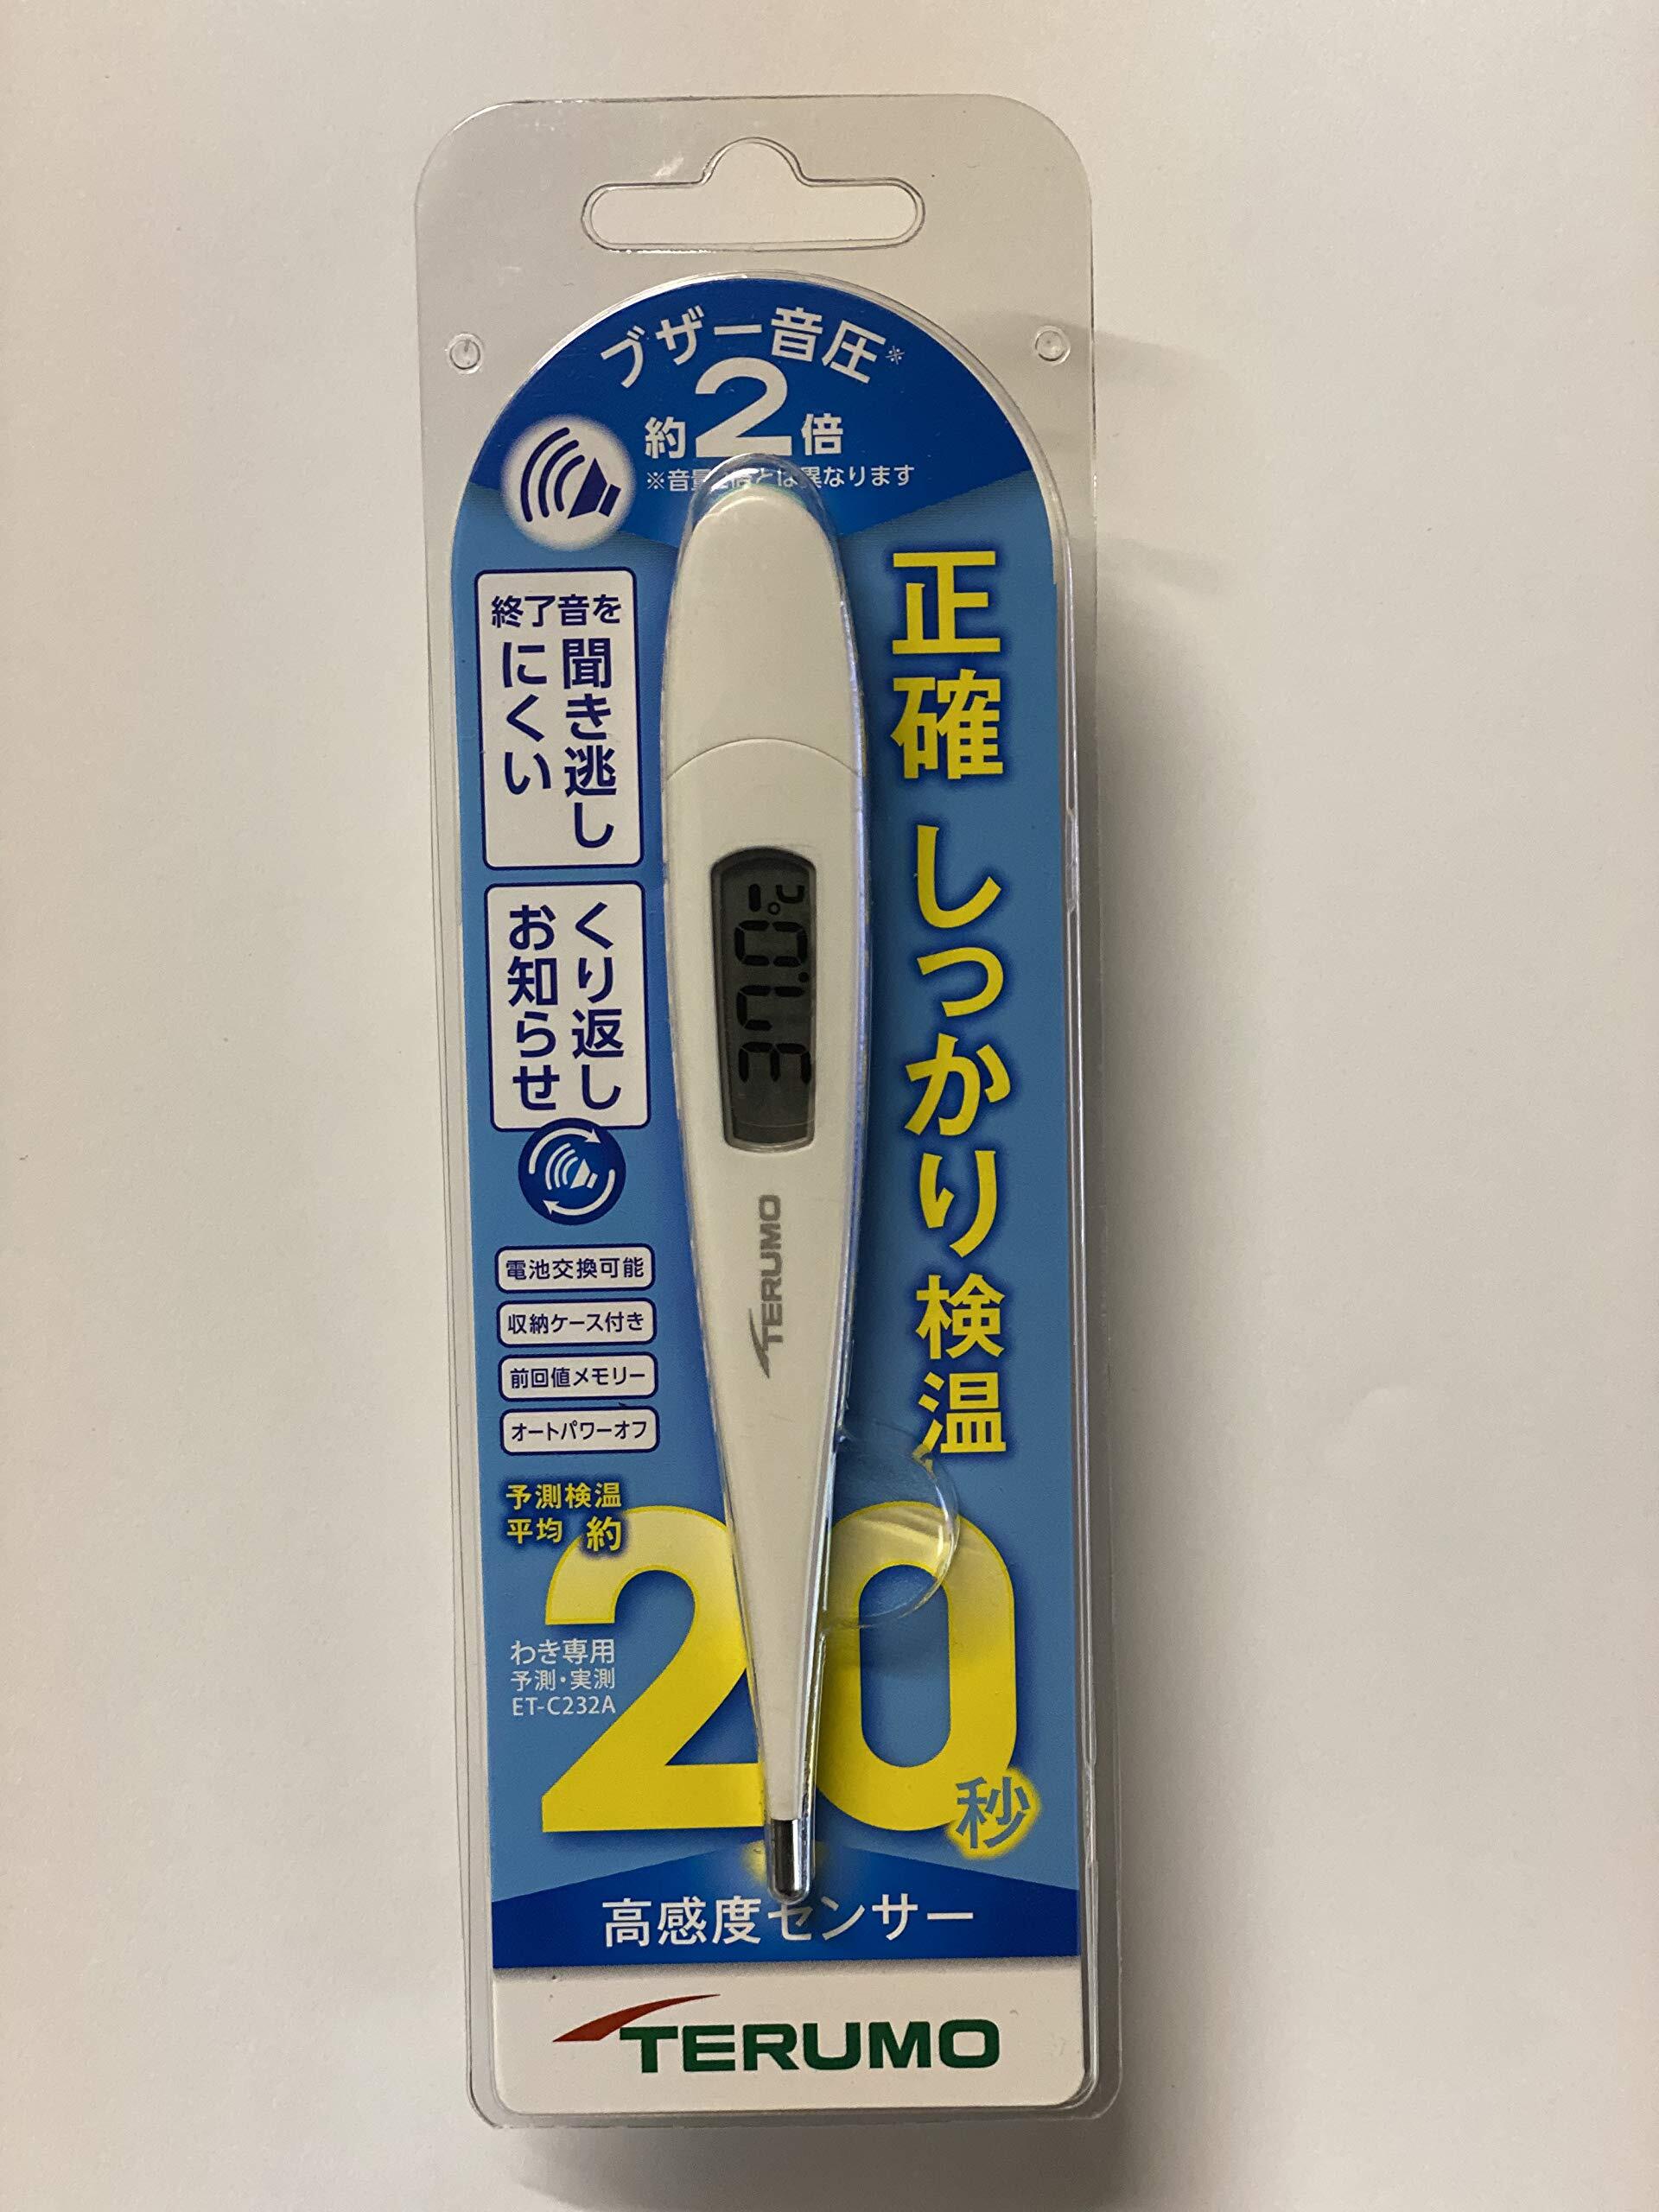 ブザー音圧※
約2倍
※音量2倍とは異なります
終了音を
聞き逃し
にくい
くり返し
お知らせ
正確 しっかり検温
37.0
℃
TERUMO
電池交換可能
収納ケース付き
前回値メモリー
オートパワーオフ
予測検温
平均 約
20秒
わき専用
予測・実測
ET-C232A
高感度センサー
TERUMO